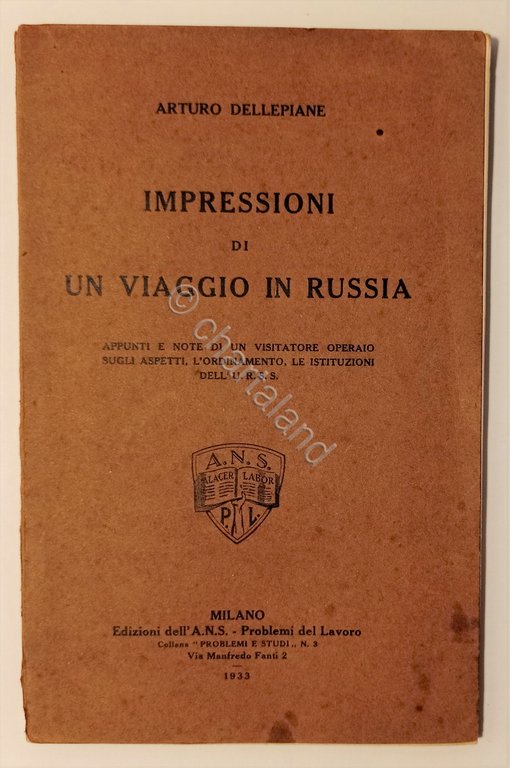 ARTURO DELLEPIANE
IMPRESSIONI
DI
UN VIAGGIO IN RUSSIA
APPUNTI E NOTE DI UN VISITATORE OPERAIO
SUGLI ASPETTI, L'ORDINAMENTO, LE ISTITUZIONI
DELL'U. R. S. S.
© chartaland
A.N.S.
ALACER LABOR
P. L.
MILANO
Edizioni dell'A.N.S. - Problemi del Lavoro
Collana "PROBLEMI E STUDI„ N. 3
Via Manfredo Fanti 2
—
1933